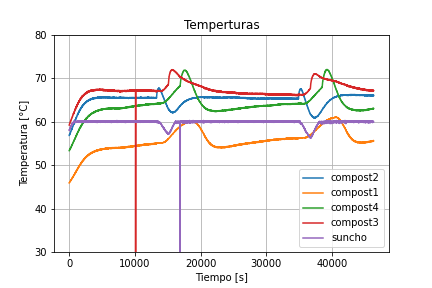 Temperturas
80
70
60
50
40
30
Temperatura [°C]
0
10000
20000
30000
40000
Tiempo [s]
compost2
compost1
compost4
compost3
suncho